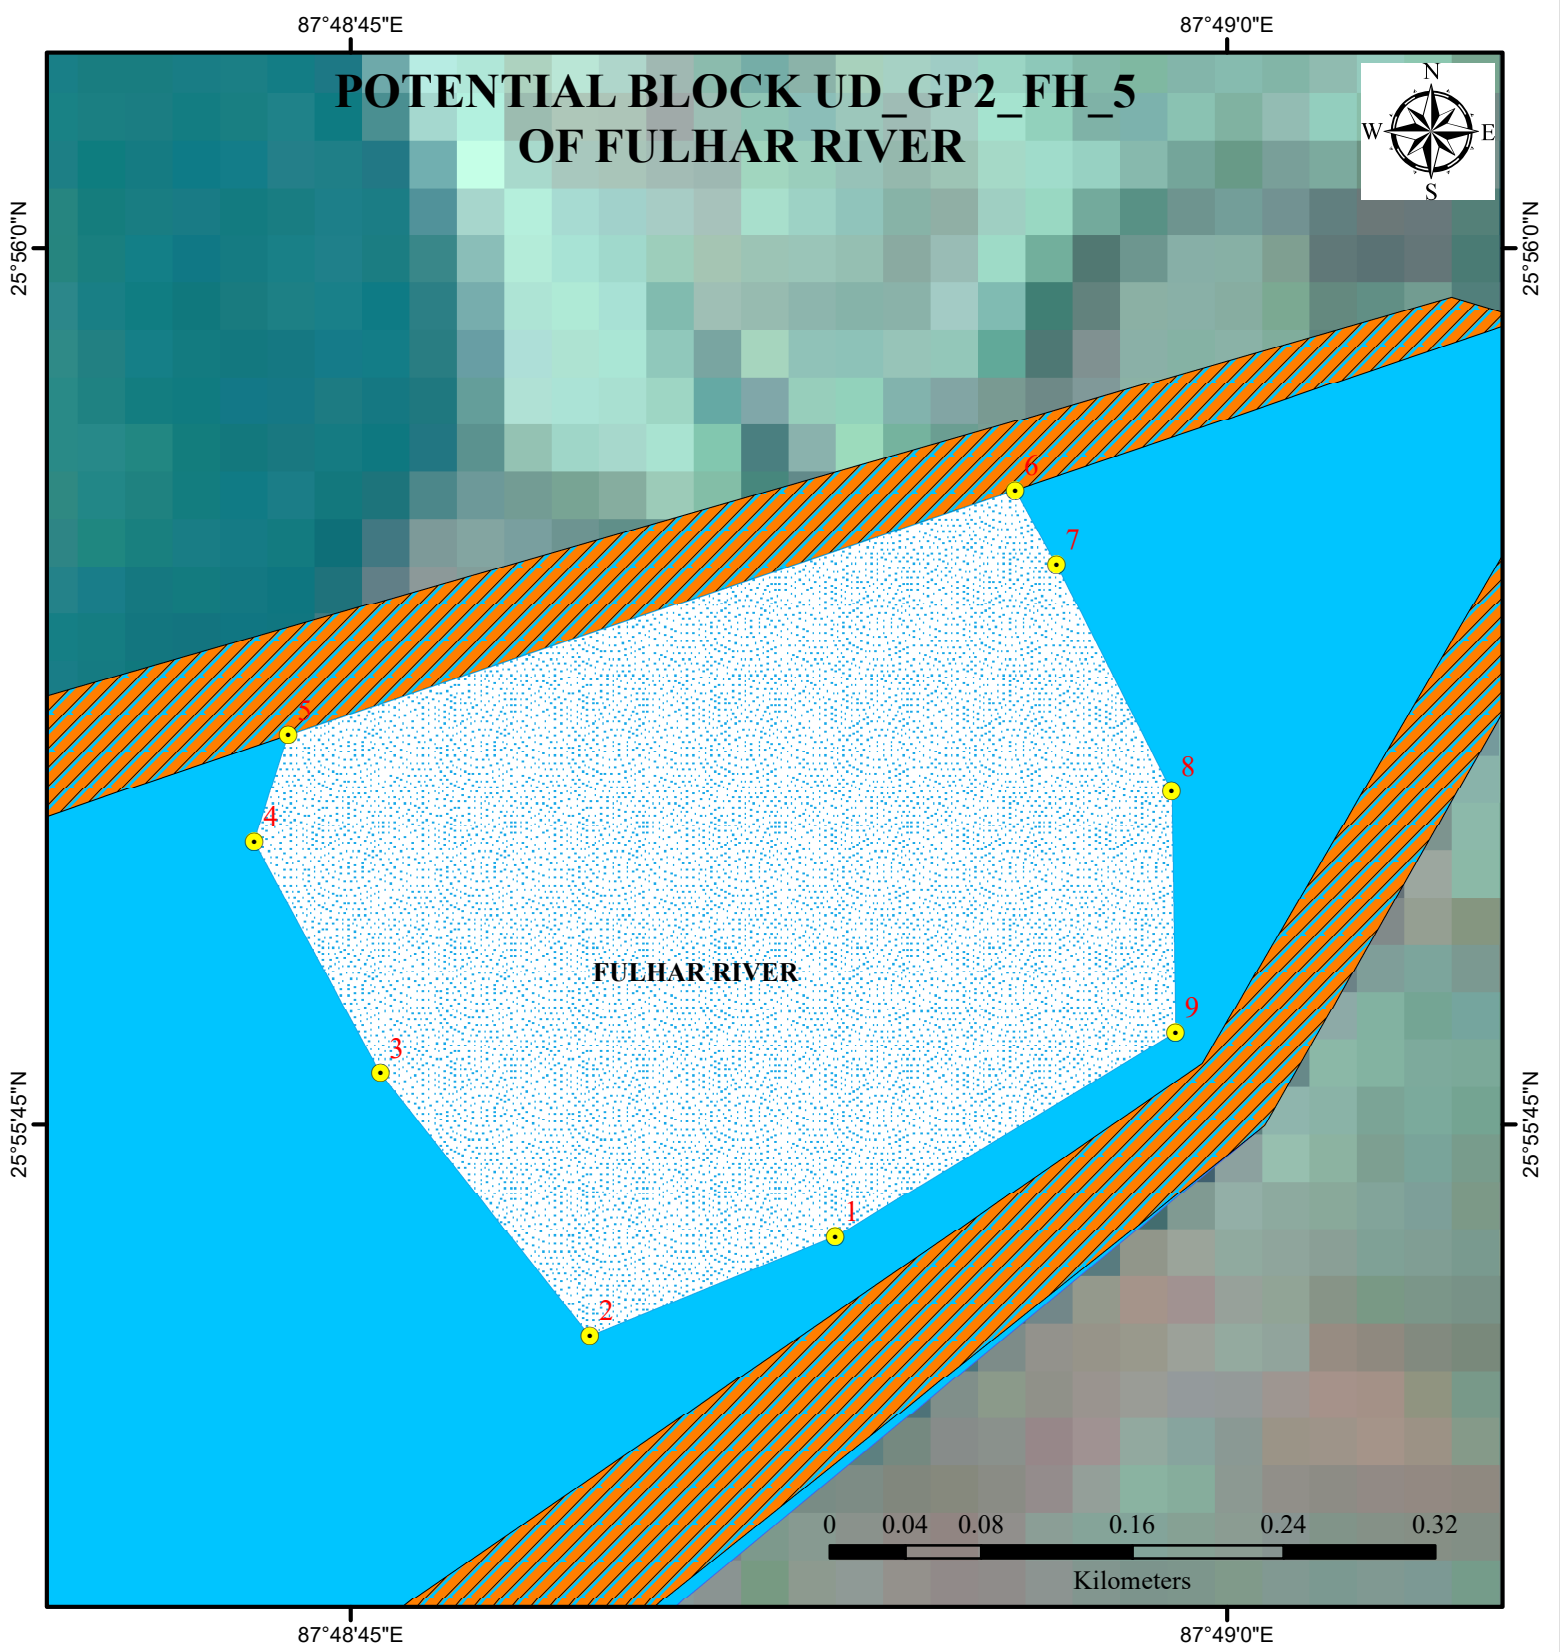 87°48'45"E
87°49'0"E
POTENTIAL BLOCK UD_GP2_FH_5
OF FULHAR RIVER
N
W
E
S
25°56'0"N
25°56'0"N
6
7
5
8
4
FULHAR RIVER
9
3
25°55'45"N
25°55'45"N
1
2
0 0.04 0.08 0.16 0.24 0.32
Kilometers
87°48'45"E
87°49'0"E